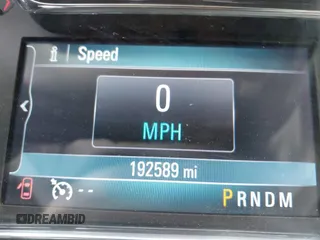 i Speed
0
MPH
192589 mi
-- PRNDM
DREAMBID